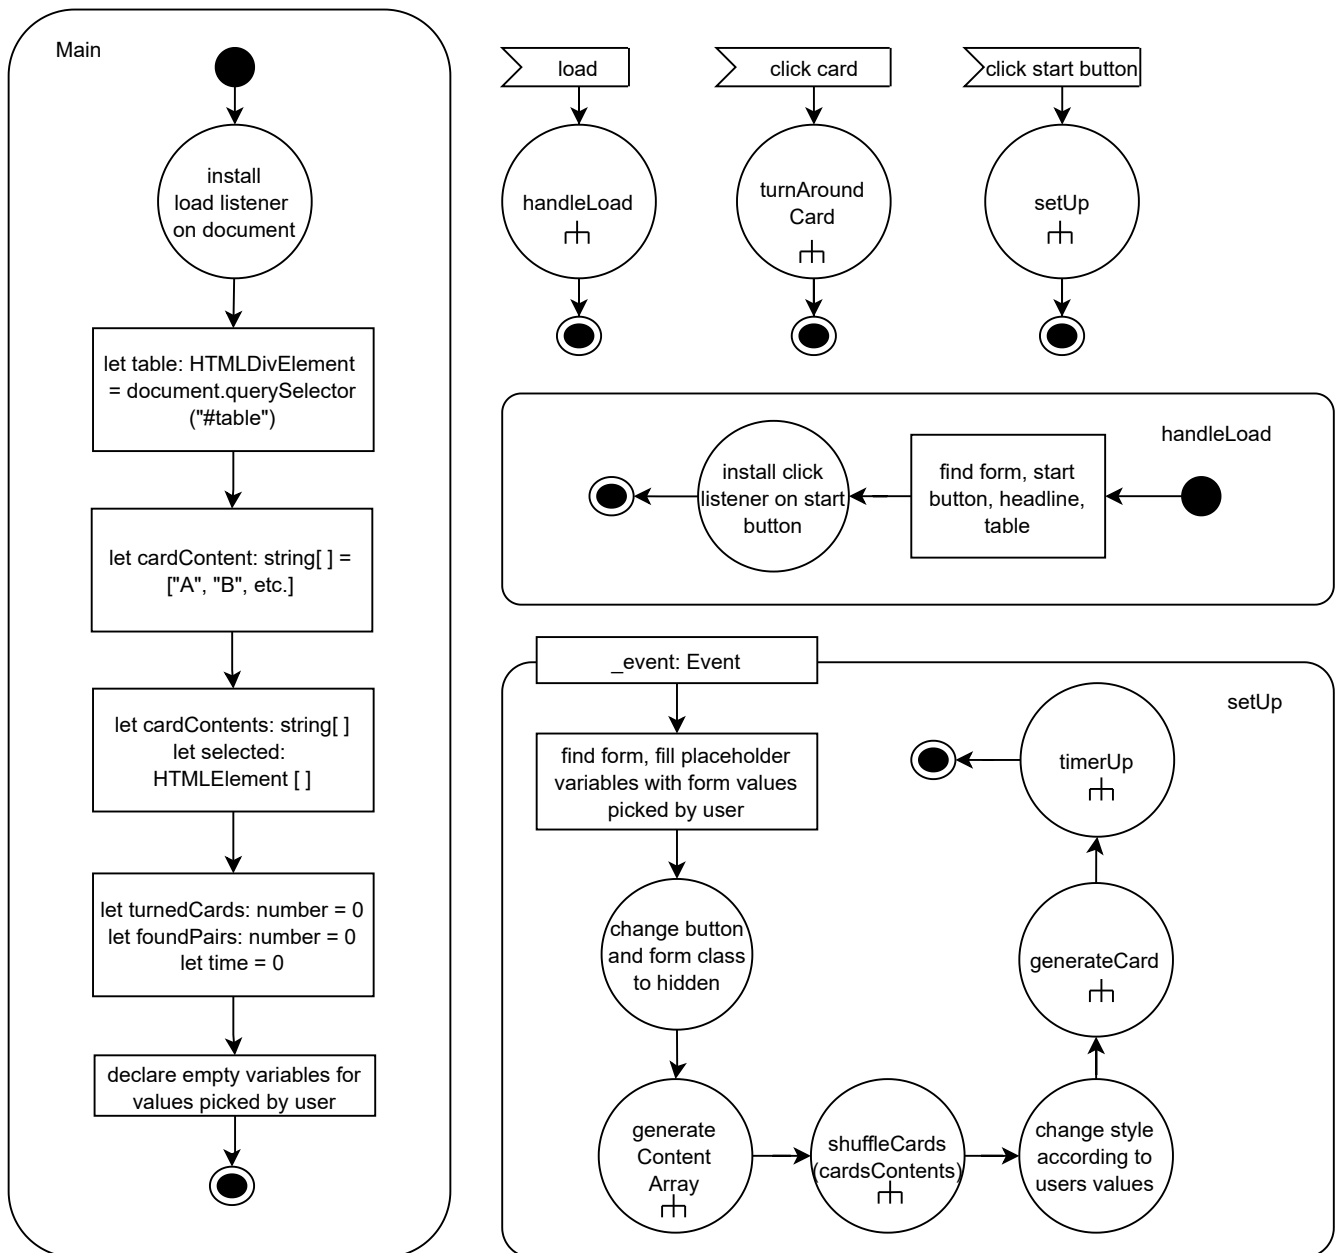 Main
install
load listener
on document
let table: HTMLDivElement
= document.querySelector
("#table")
let cardContent: string[ ] =
["A", "B", etc.]
let cardContents: string[ ]
let selected:
HTMLElement [ ]
let turnedCards: number = 0
let foundPairs: number = 0
let time = 0
declare empty variables for
values picked by user
load
handleLoad
click card
turnAround
Card
click start button
setUp
handleLoad
find form, start
button, headline,
table
install click
listener on start
button
_event: Event
setUp
find form, fill placeholder
variables with form values
picked by user
change button
and form class
to hidden
generate
Content
Array
shuffleCards
(cardsContents)
change style
according to
users values
generateCard
timerUp